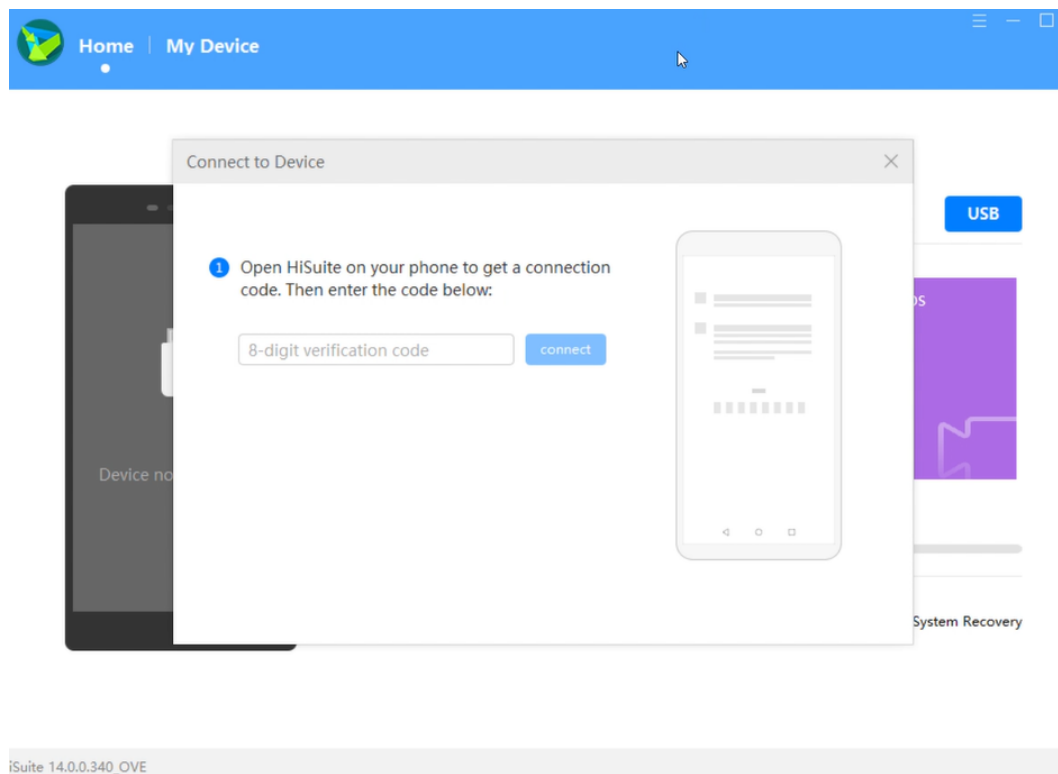 Home
My Device
Connect to Device
USB
1 Open HiSuite on your phone to get a connection
code. Then enter the code below:
8-digit verification code
connect
Device no
System Recovery
iSuite 14.0.0.340_OVE